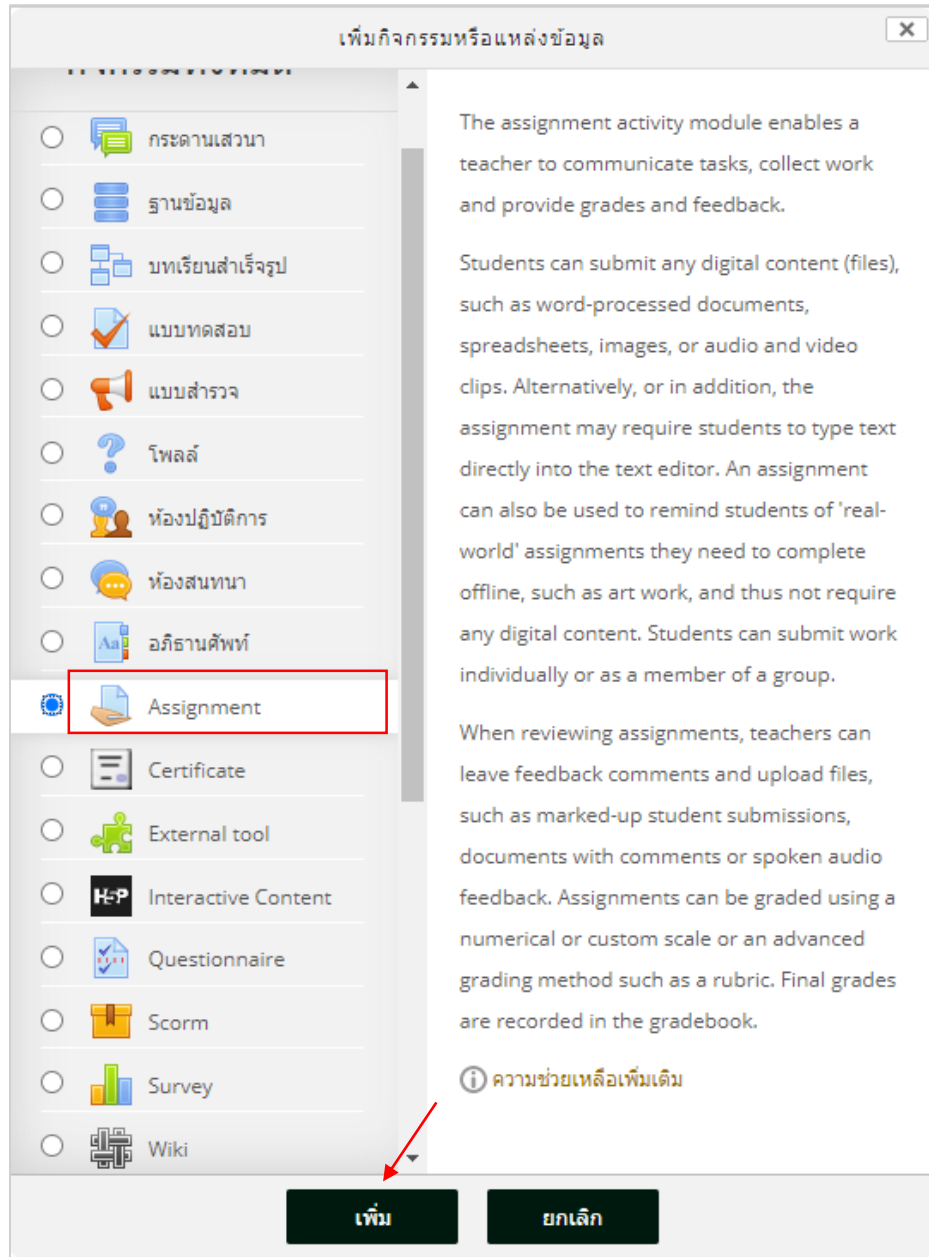 เพิ่มกิจกรรมหรือแหล่งข้อมูล
กระดานเสวนา
ฐานข้อมูล
บทเรียนสำเร็จรูป
แบบทดสอบ
แบบสำรวจ
โพลล์
ห้องปฏิบัติการ
ห้องสนทนา
อภิธานศัพท์
Assignment
Certificate
External tool
H-P Interactive Content
Questionnaire
Scorm
Survey
Wiki
The assignment activity module enables a
teacher to communicate tasks, collect work
and provide grades and feedback.
Students can submit any digital content (files),
such as word-processed documents,
spreadsheets, images, or audio and video
clips. Alternatively, or in addition, the
assignment may require students to type text
directly into the text editor. An assignment
can also be used to remind students of 'real-
world' assignments they need to complete
offline, such as art work, and thus not require
any digital content. Students can submit work
individually or as a member of a group.
When reviewing assignments, teachers can
leave feedback comments and upload files,
such as marked-up student submissions,
documents with comments or spoken audio
feedback. Assignments can be graded using a
numerical or custom scale or an advanced
grading method such as a rubric. Final grades
are recorded in the gradebook.
ความช่วยเหลือเพิ่มเติม
เพิ่ม
ยกเลิก